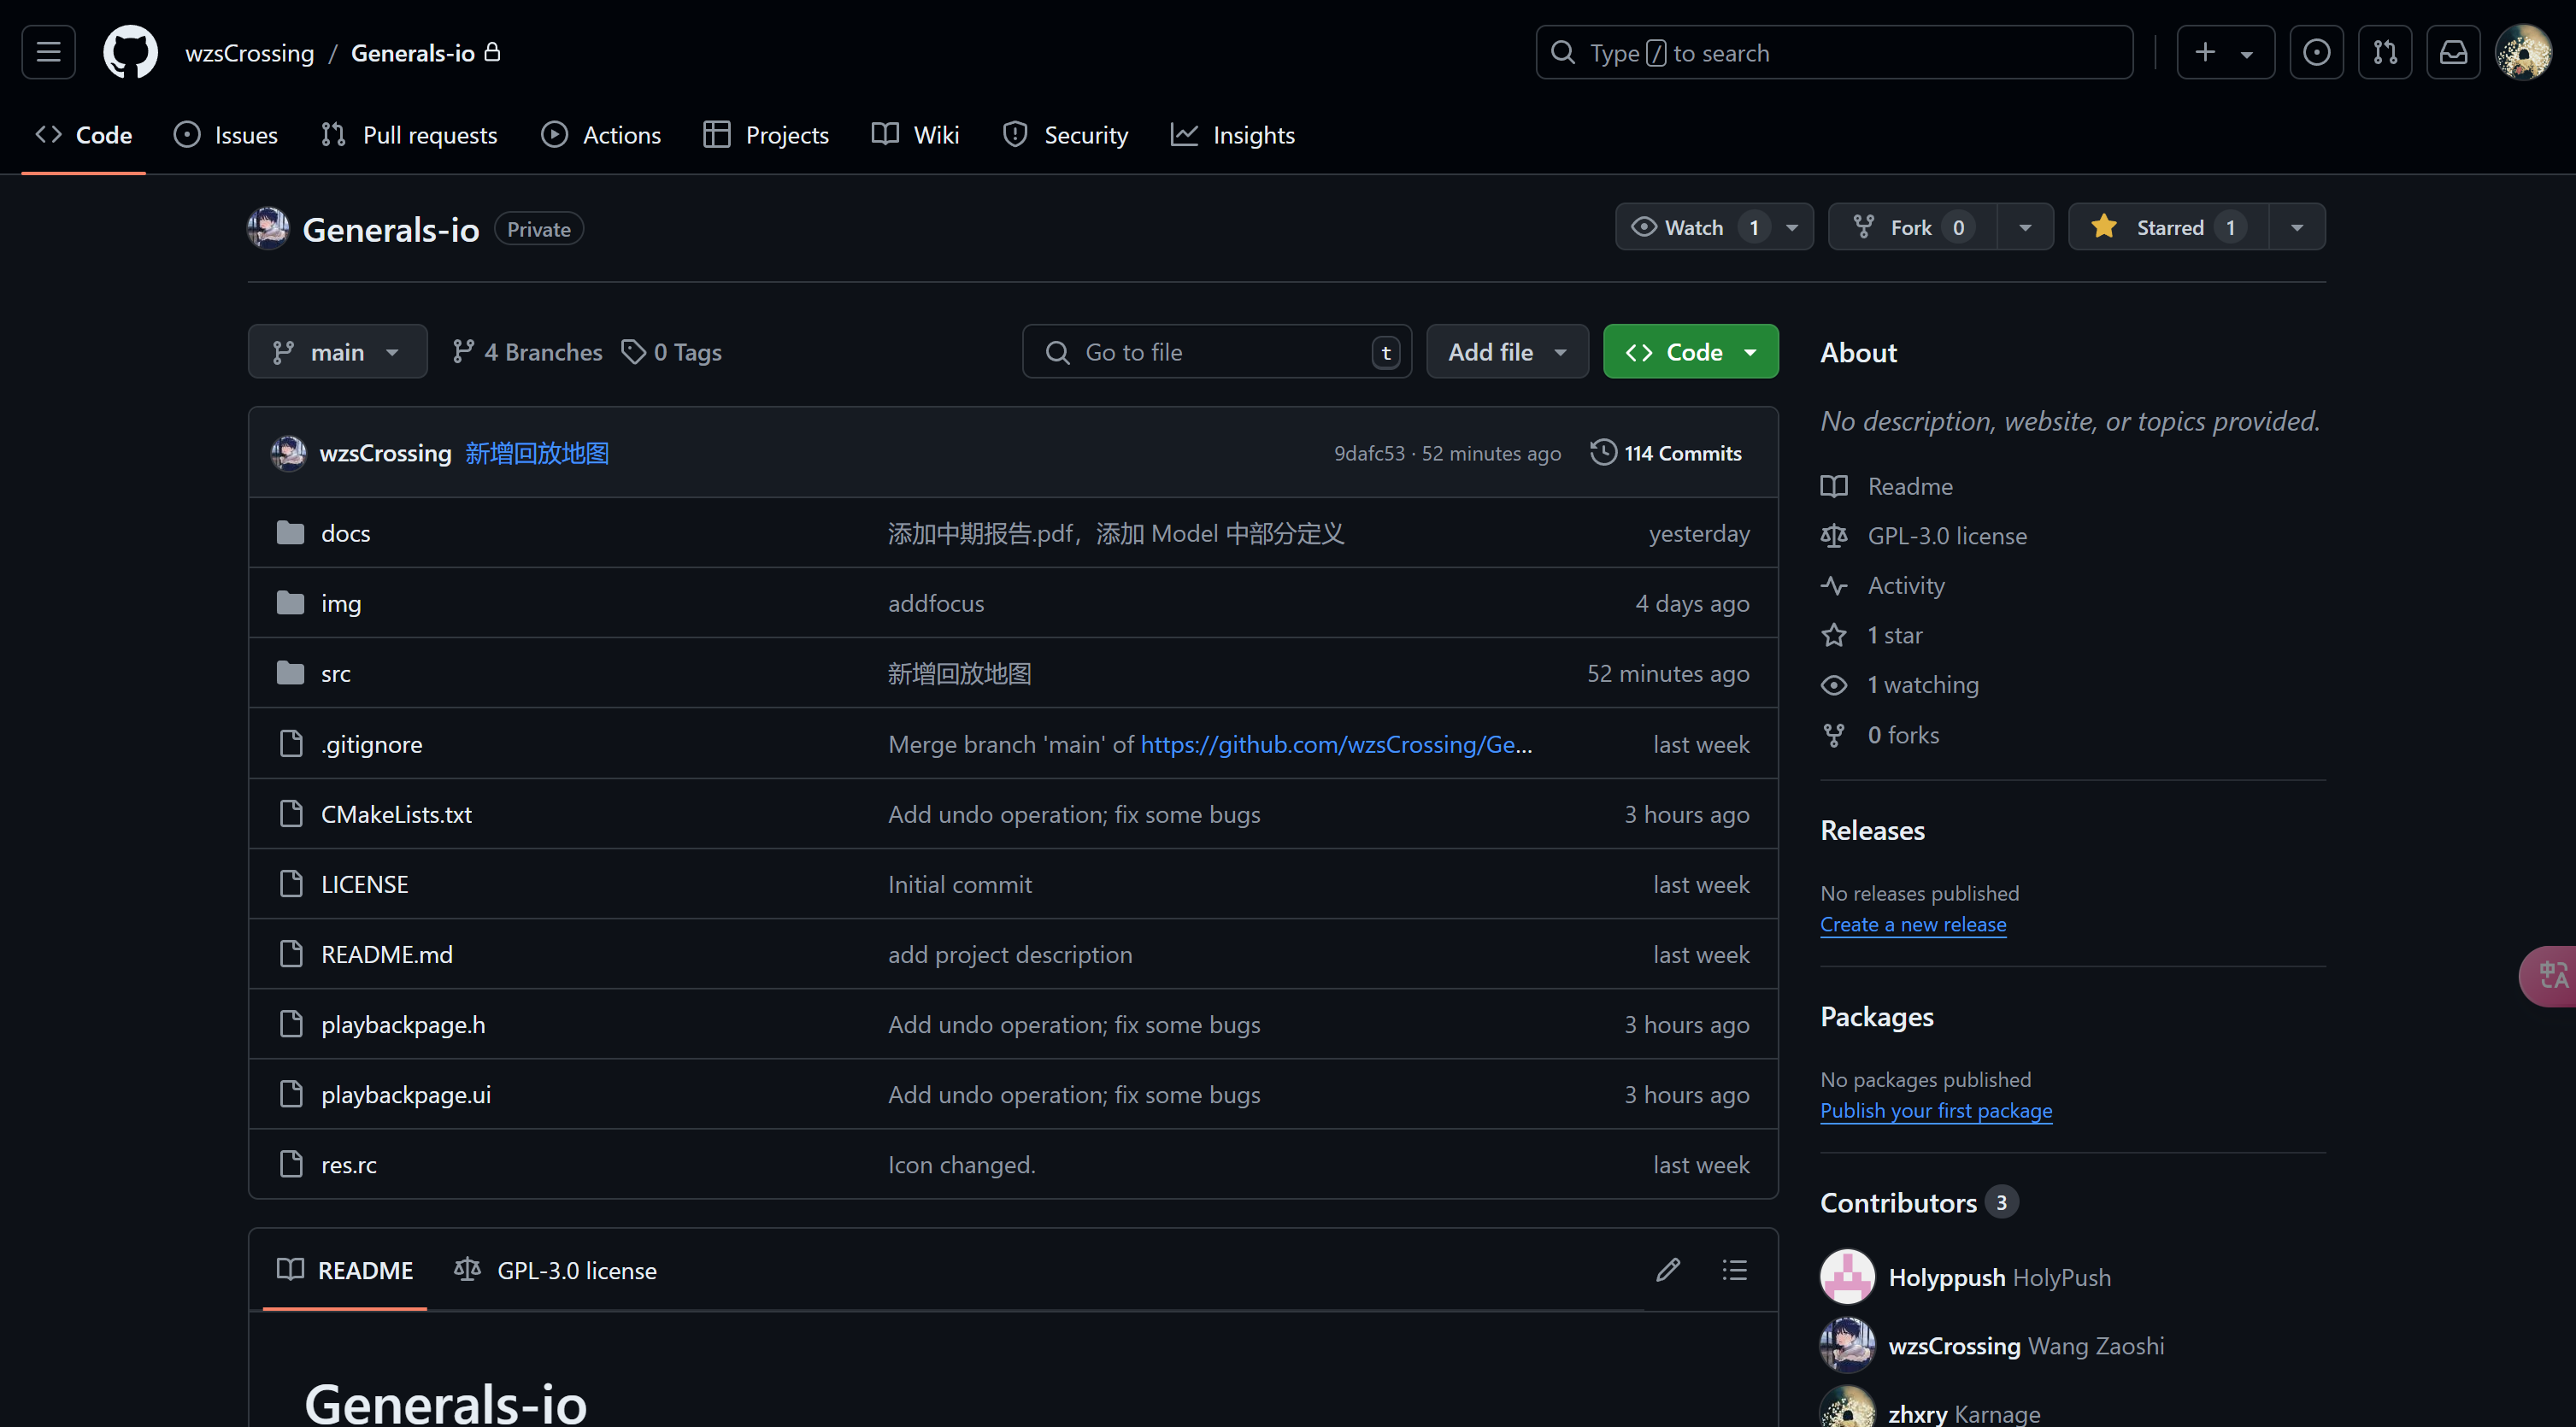 wzsCrossing / Generals-io
Type / to search
Code Issues Pull requests Actions Projects Wiki Security Insights
Generals-io Private
Watch 1 Fork 0 Starred 1
main 4 Branches 0 Tags
Go to file t Add file Code
wzsCrossing 新增回放地图 9dafc53 · 52 minutes ago 114 Commits
docs 添加中期报告.pdf，添加 Model 中部分定义 yesterday
img addfocus 4 days ago
src 新增回放地图 52 minutes ago
.gitignore Merge branch 'main' of https://github.com/wzsCrossing/Ge... last week
CMakeLists.txt Add undo operation; fix some bugs 3 hours ago
LICENSE Initial commit last week
README.md add project description last week
playbackpage.h Add undo operation; fix some bugs 3 hours ago
playbackpage.ui Add undo operation; fix some bugs 3 hours ago
res.rc Icon changed. last week
README GPL-3.0 license
Generals-io
About
No description, website, or topics provided.
Readme
GPL-3.0 license
Activity
1 star
1 watching
0 forks
Releases
No releases published
Create a new release
Packages
No packages published
Publish your first package
Contributors 3
Holyppush HolyPush
wzsCrossing Wang Zaoshi
zhxry Karnage
中A